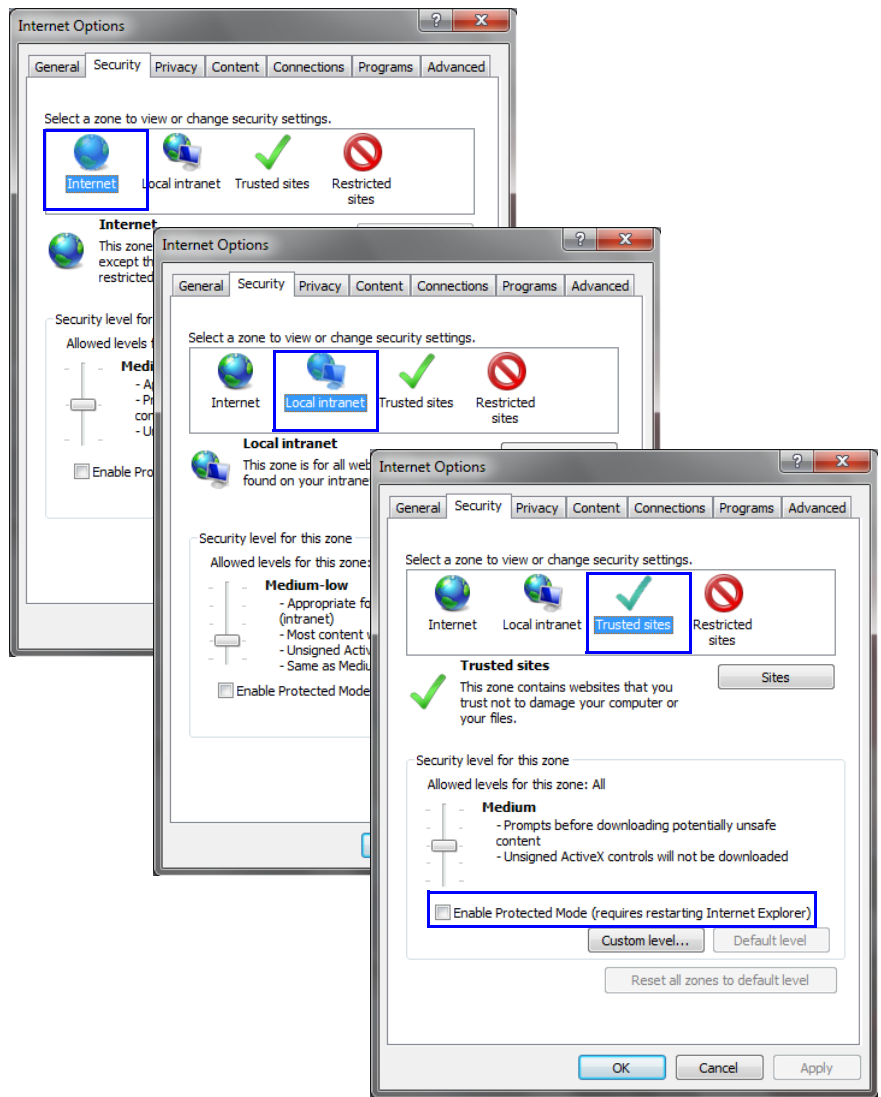 Internet Options
General Security Privacy Content Connections Programs Advanced
Select a zone to view or change security settings.
Internet Local intranet Trusted sites Restricted
sites
Internet
This zone
except th
restricted
Security level for
Allowed levels
Medi
- Pr
con
- U
Enable Pro
Internet Options
General Security Privacy Content Connections Programs Advanced
Select a zone to view or change security settings.
Internet Local intranet Trusted sites Restricted
sites
Local intranet
This zone is for all web
found on your intrane
Security level for this zone
Allowed levels for this zone:
Medium-low
- Appropriate fo
(intranet)
- Most content
- Unsigned Activ
- Same as Mediu
Enable Protected Mode
Internet Options
General Security Privacy Content Connections Programs Advanced
Select a zone to view or change security settings.
Internet Local intranet Trusted sites Restricted
sites
Trusted sites
This zone contains websites that you
trust not to damage your computer or
your files.
Sites
Security level for this zone
Allowed levels for this zone: All
Medium
- Prompts before downloading potentially unsafe
content
- Unsigned ActiveX controls will not be downloaded
Enable Protected Mode (requires restarting Internet Explorer)
Custom level... Default level
Reset all zones to default level
OK Cancel Apply